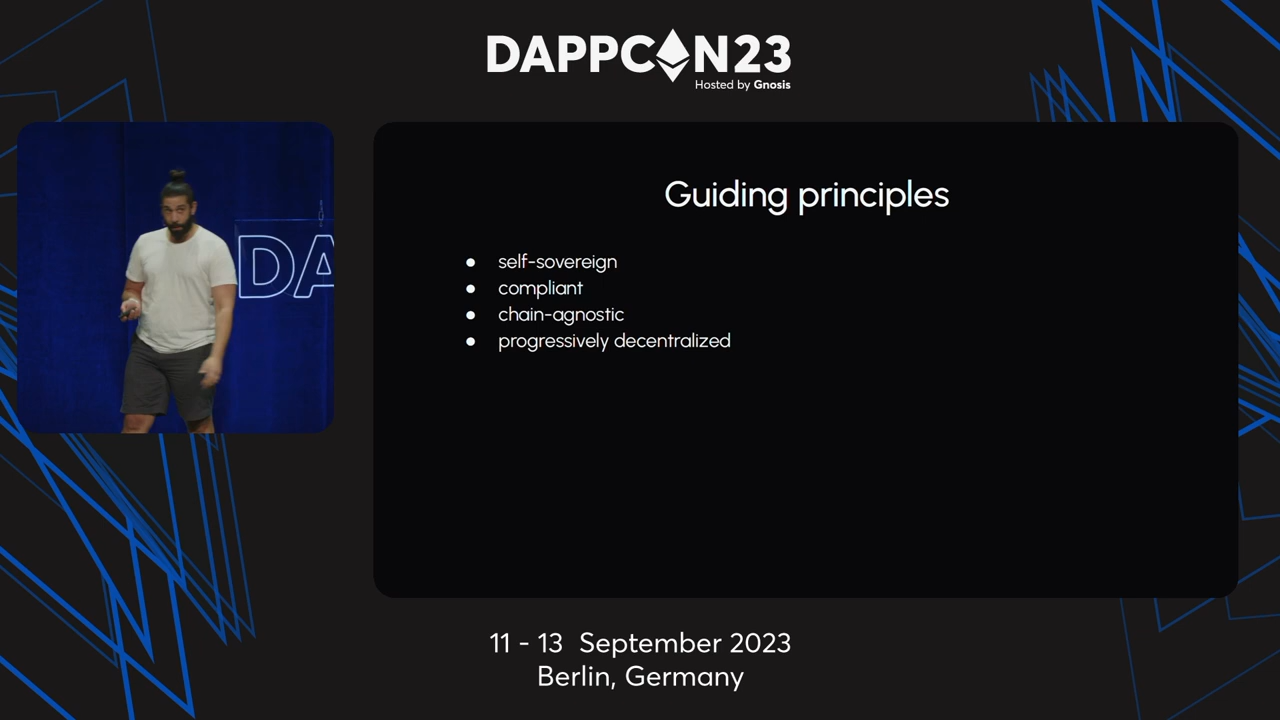 DAPPCON23
Hosted by Gnosis
DA
Guiding principles
self-sovereign
compliant
chain-agnostic
progressively decentralized
11 - 13 September 2023
Berlin, Germany